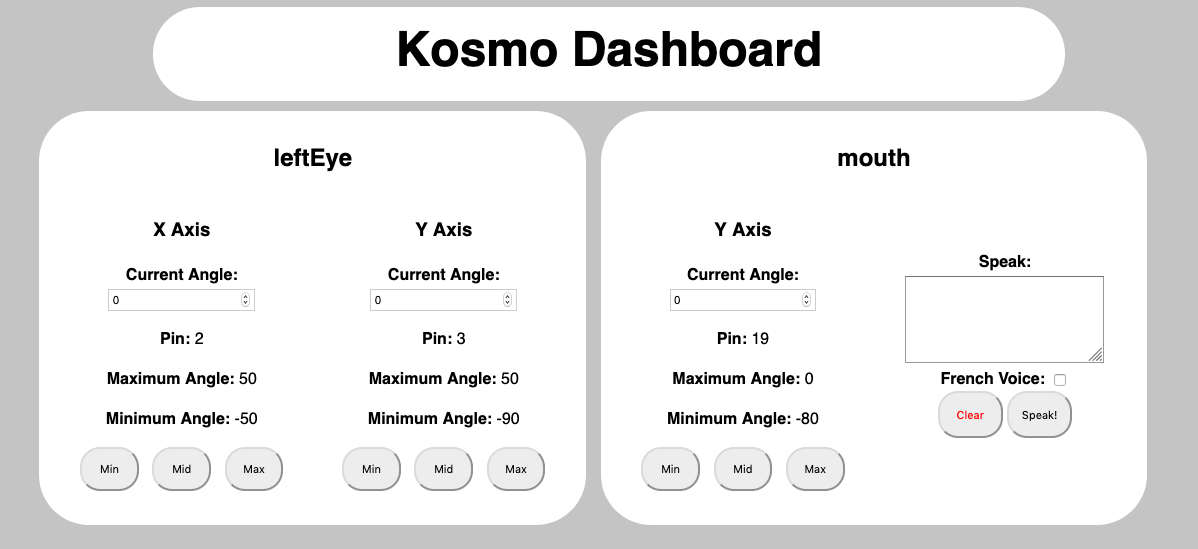 Kosmo Dashboard
leftEye
X Axis
Current Angle:
0
Pin: 2
Maximum Angle: 50
Minimum Angle: -50
Min Mid Max
Y Axis
Current Angle:
0
Pin: 3
Maximum Angle: 50
Minimum Angle: -90
Min Mid Max
mouth
Y Axis
Current Angle:
0
Pin: 19
Maximum Angle: 0
Minimum Angle: -80
Min Mid Max
Speak:
French Voice:
Clear Speak!